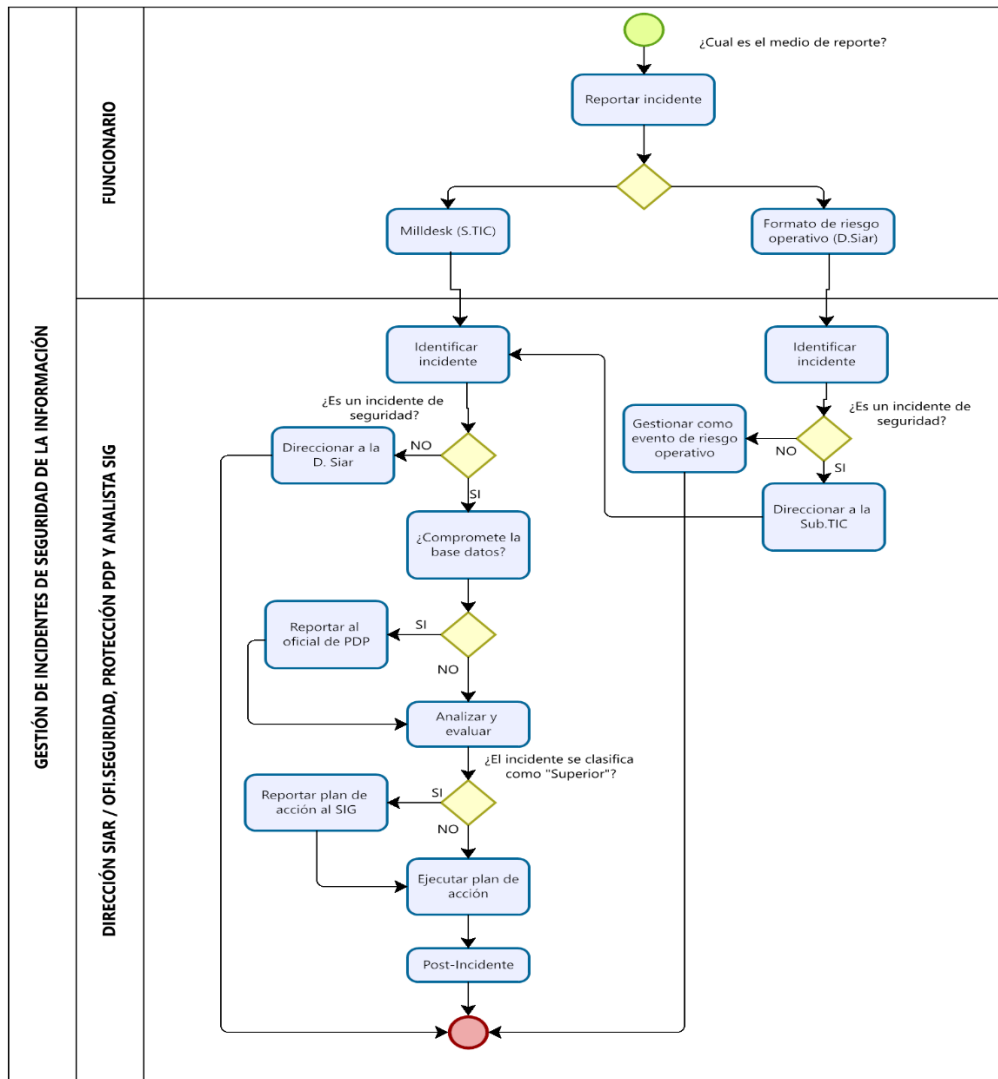 GESTIÓN DE INCIDENTES DE SEGURIDAD DE LA INFORMACIÓN
FUNCIONARIO
¿Cual es el medio de reporte?
Reportar incidente
Milldesk (S.TIC)
Formato de riesgo
operativo (D.Siar)
DIRECCIÓN SIAR / OFI.SEGURIDAD, PROTECCIÓN PDP Y ANALISTA SIG
Identificar
incidente
Identificar
incidente
¿Es un incidente de
seguridad?
¿Es un incidente de
seguridad?
Direccionar a la
D. Siar
NO
SI
Gestionar como
evento de riesgo
operativo
NO
SI
Direccionar a la
Sub.TIC
¿Compromete la
base datos?
Reportar al
oficial de PDP
SI
NO
Analizar y
evaluar
¿El incidente se clasifica
como "Superior"?
Reportar plan de
acción al SIG
SI
NO
Ejecutar plan de
acción
Post-Incidente